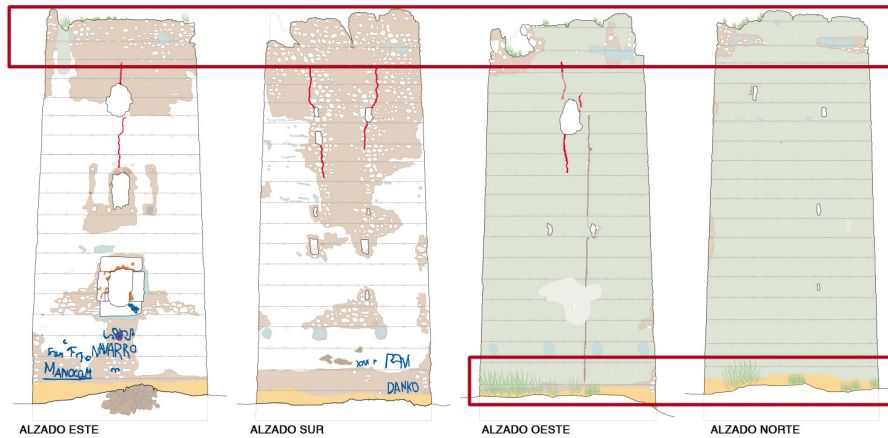 NAVARRO
MANOCOM
DANKO
ALZADO ESTE
ALZADO SUR
ALZADO OESTE
ALZADO NORTE